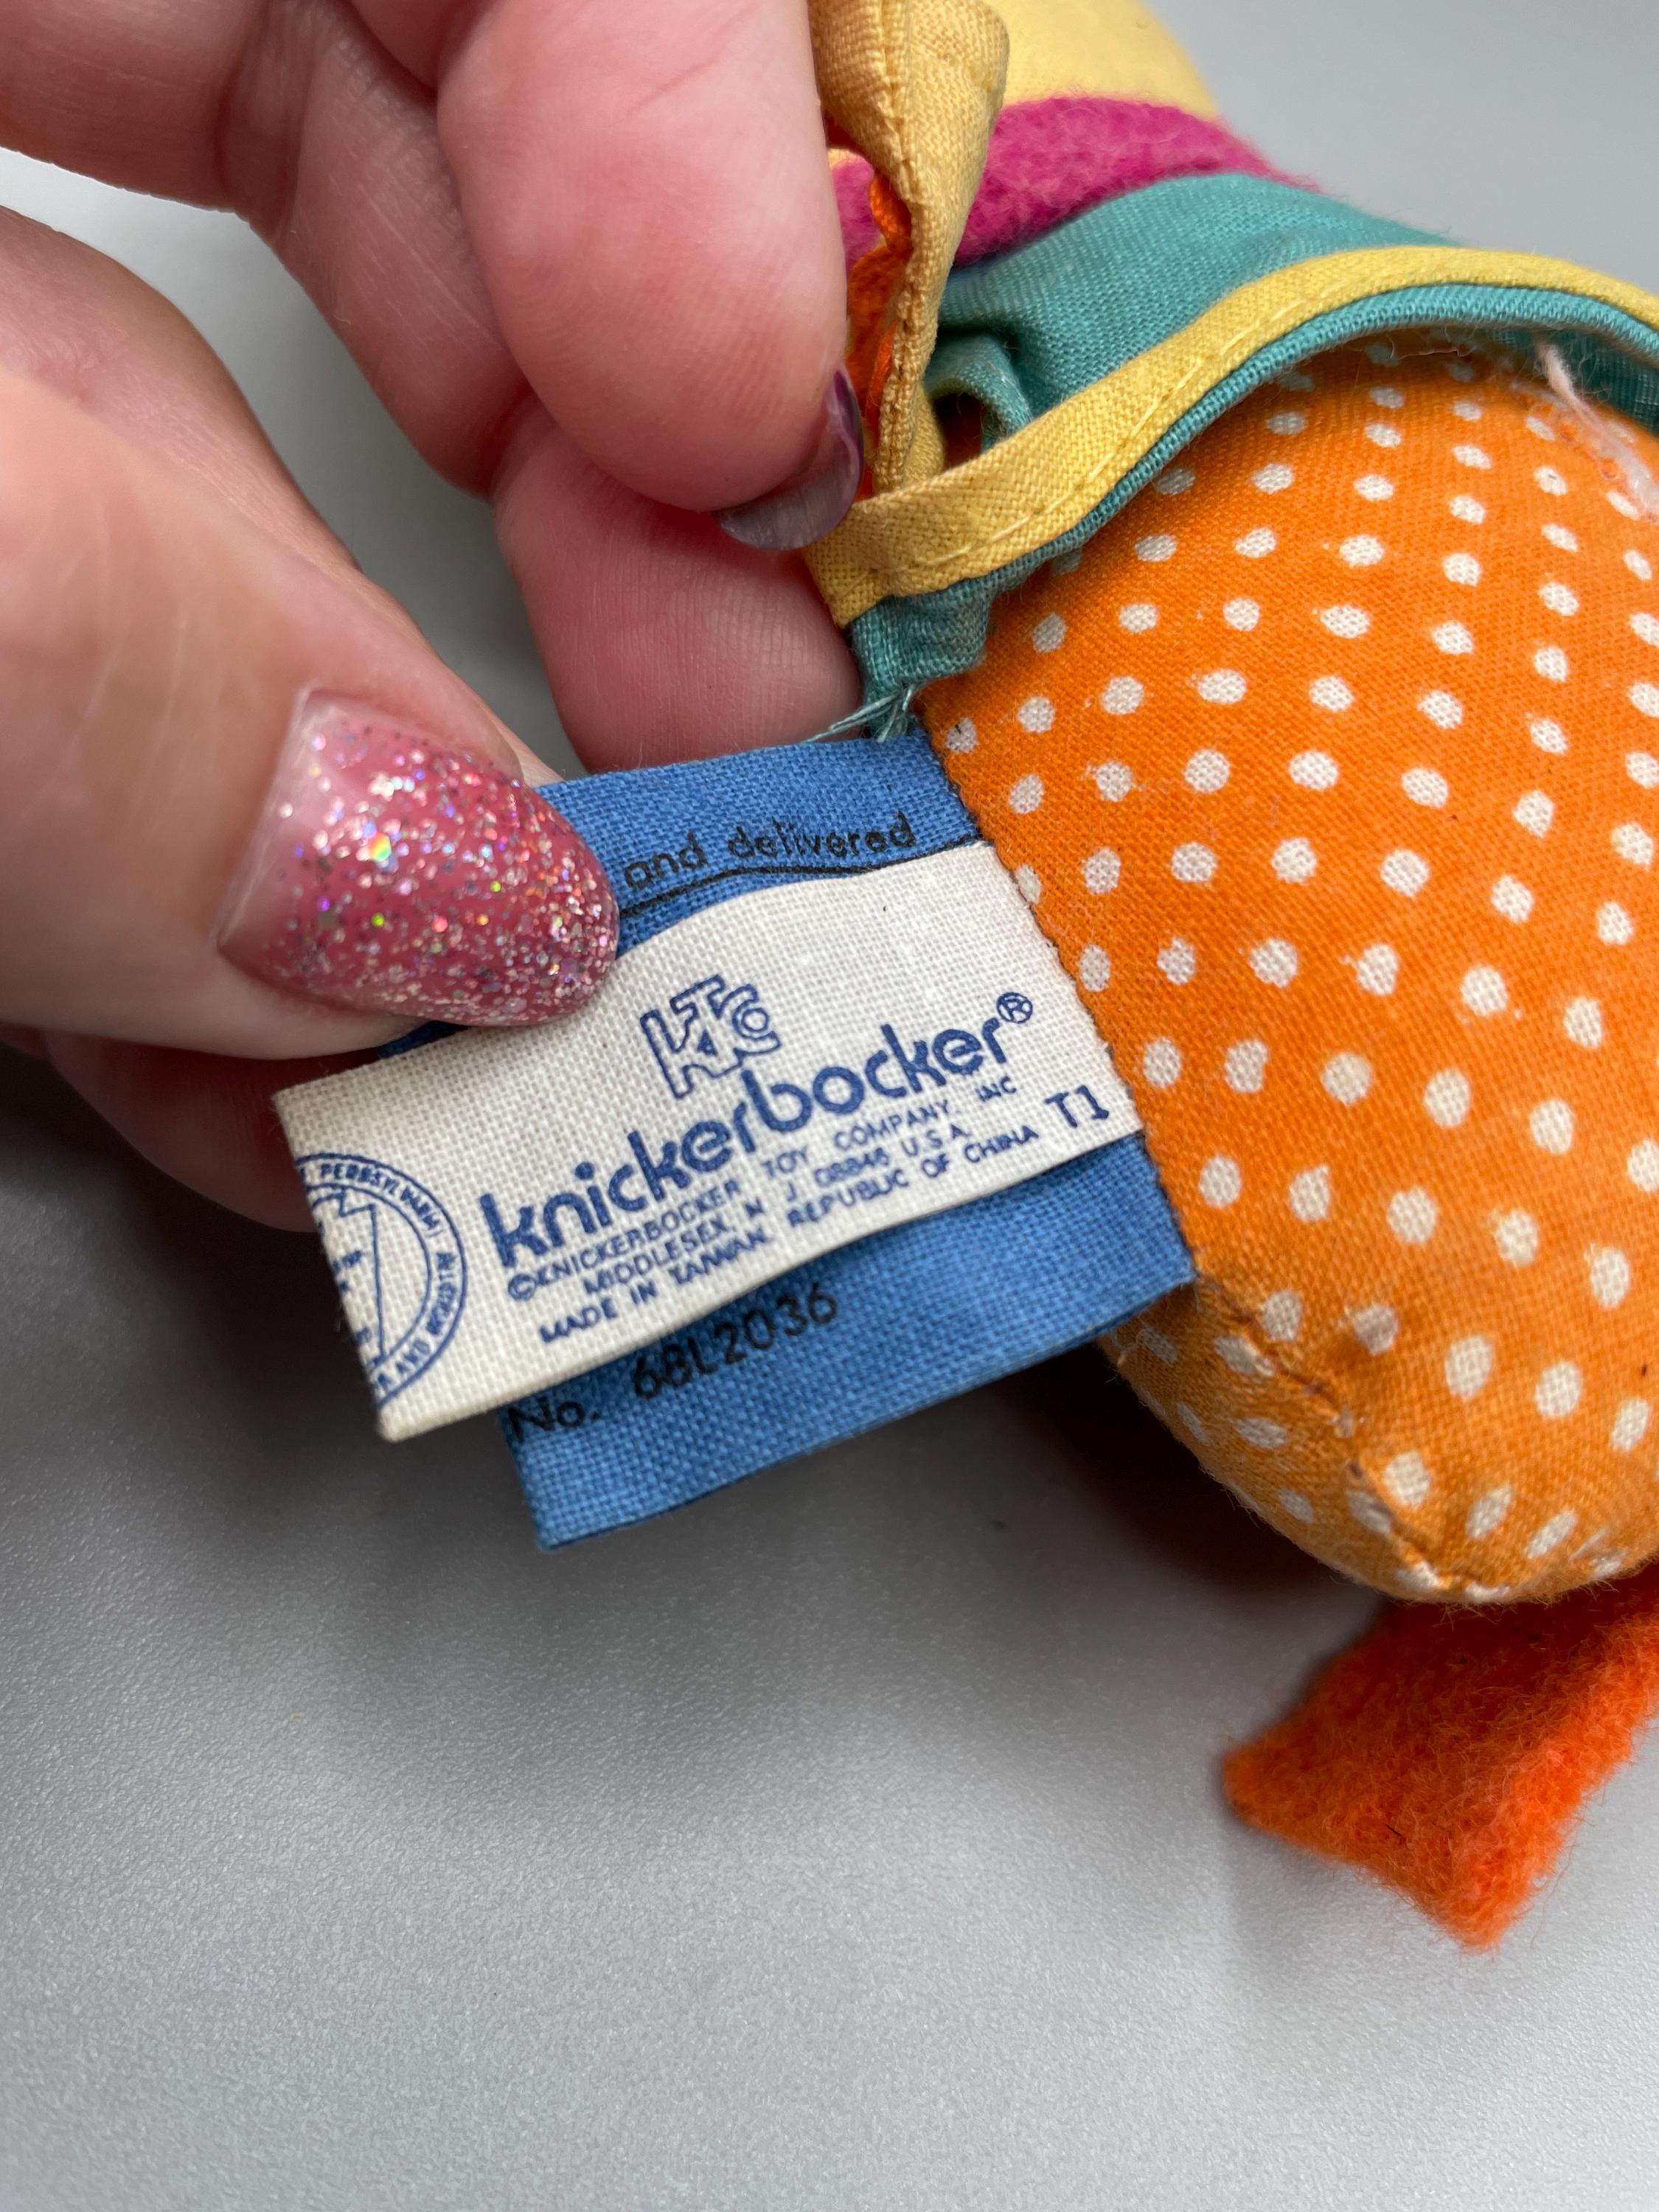 and delivered
KTC
knickerbocker®
©KNICKERBOCKER TOY COMPANY, INC
MIDDLESEX, N J 08846 U.S.A.
MADE IN TAIWAN, REPUBLIC OF CHINA T1
No. 68L2036